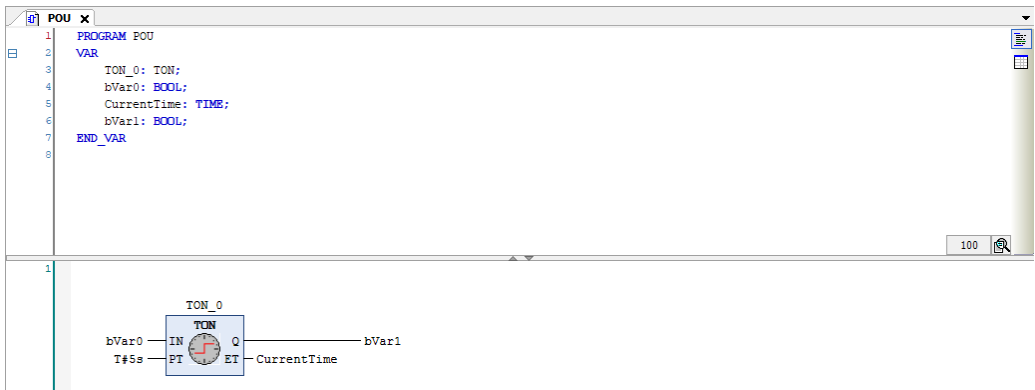 POU
1 PROGRAM POU
2 VAR
3 TON_0: TON;
4 bVar0: BOOL;
5 CurrentTime: TIME;
6 bVar1: BOOL;
7 END_VAR
8
100
1
TON_0
TON
bVar0 IN Q bVar1
T#5s PT ET CurrentTime